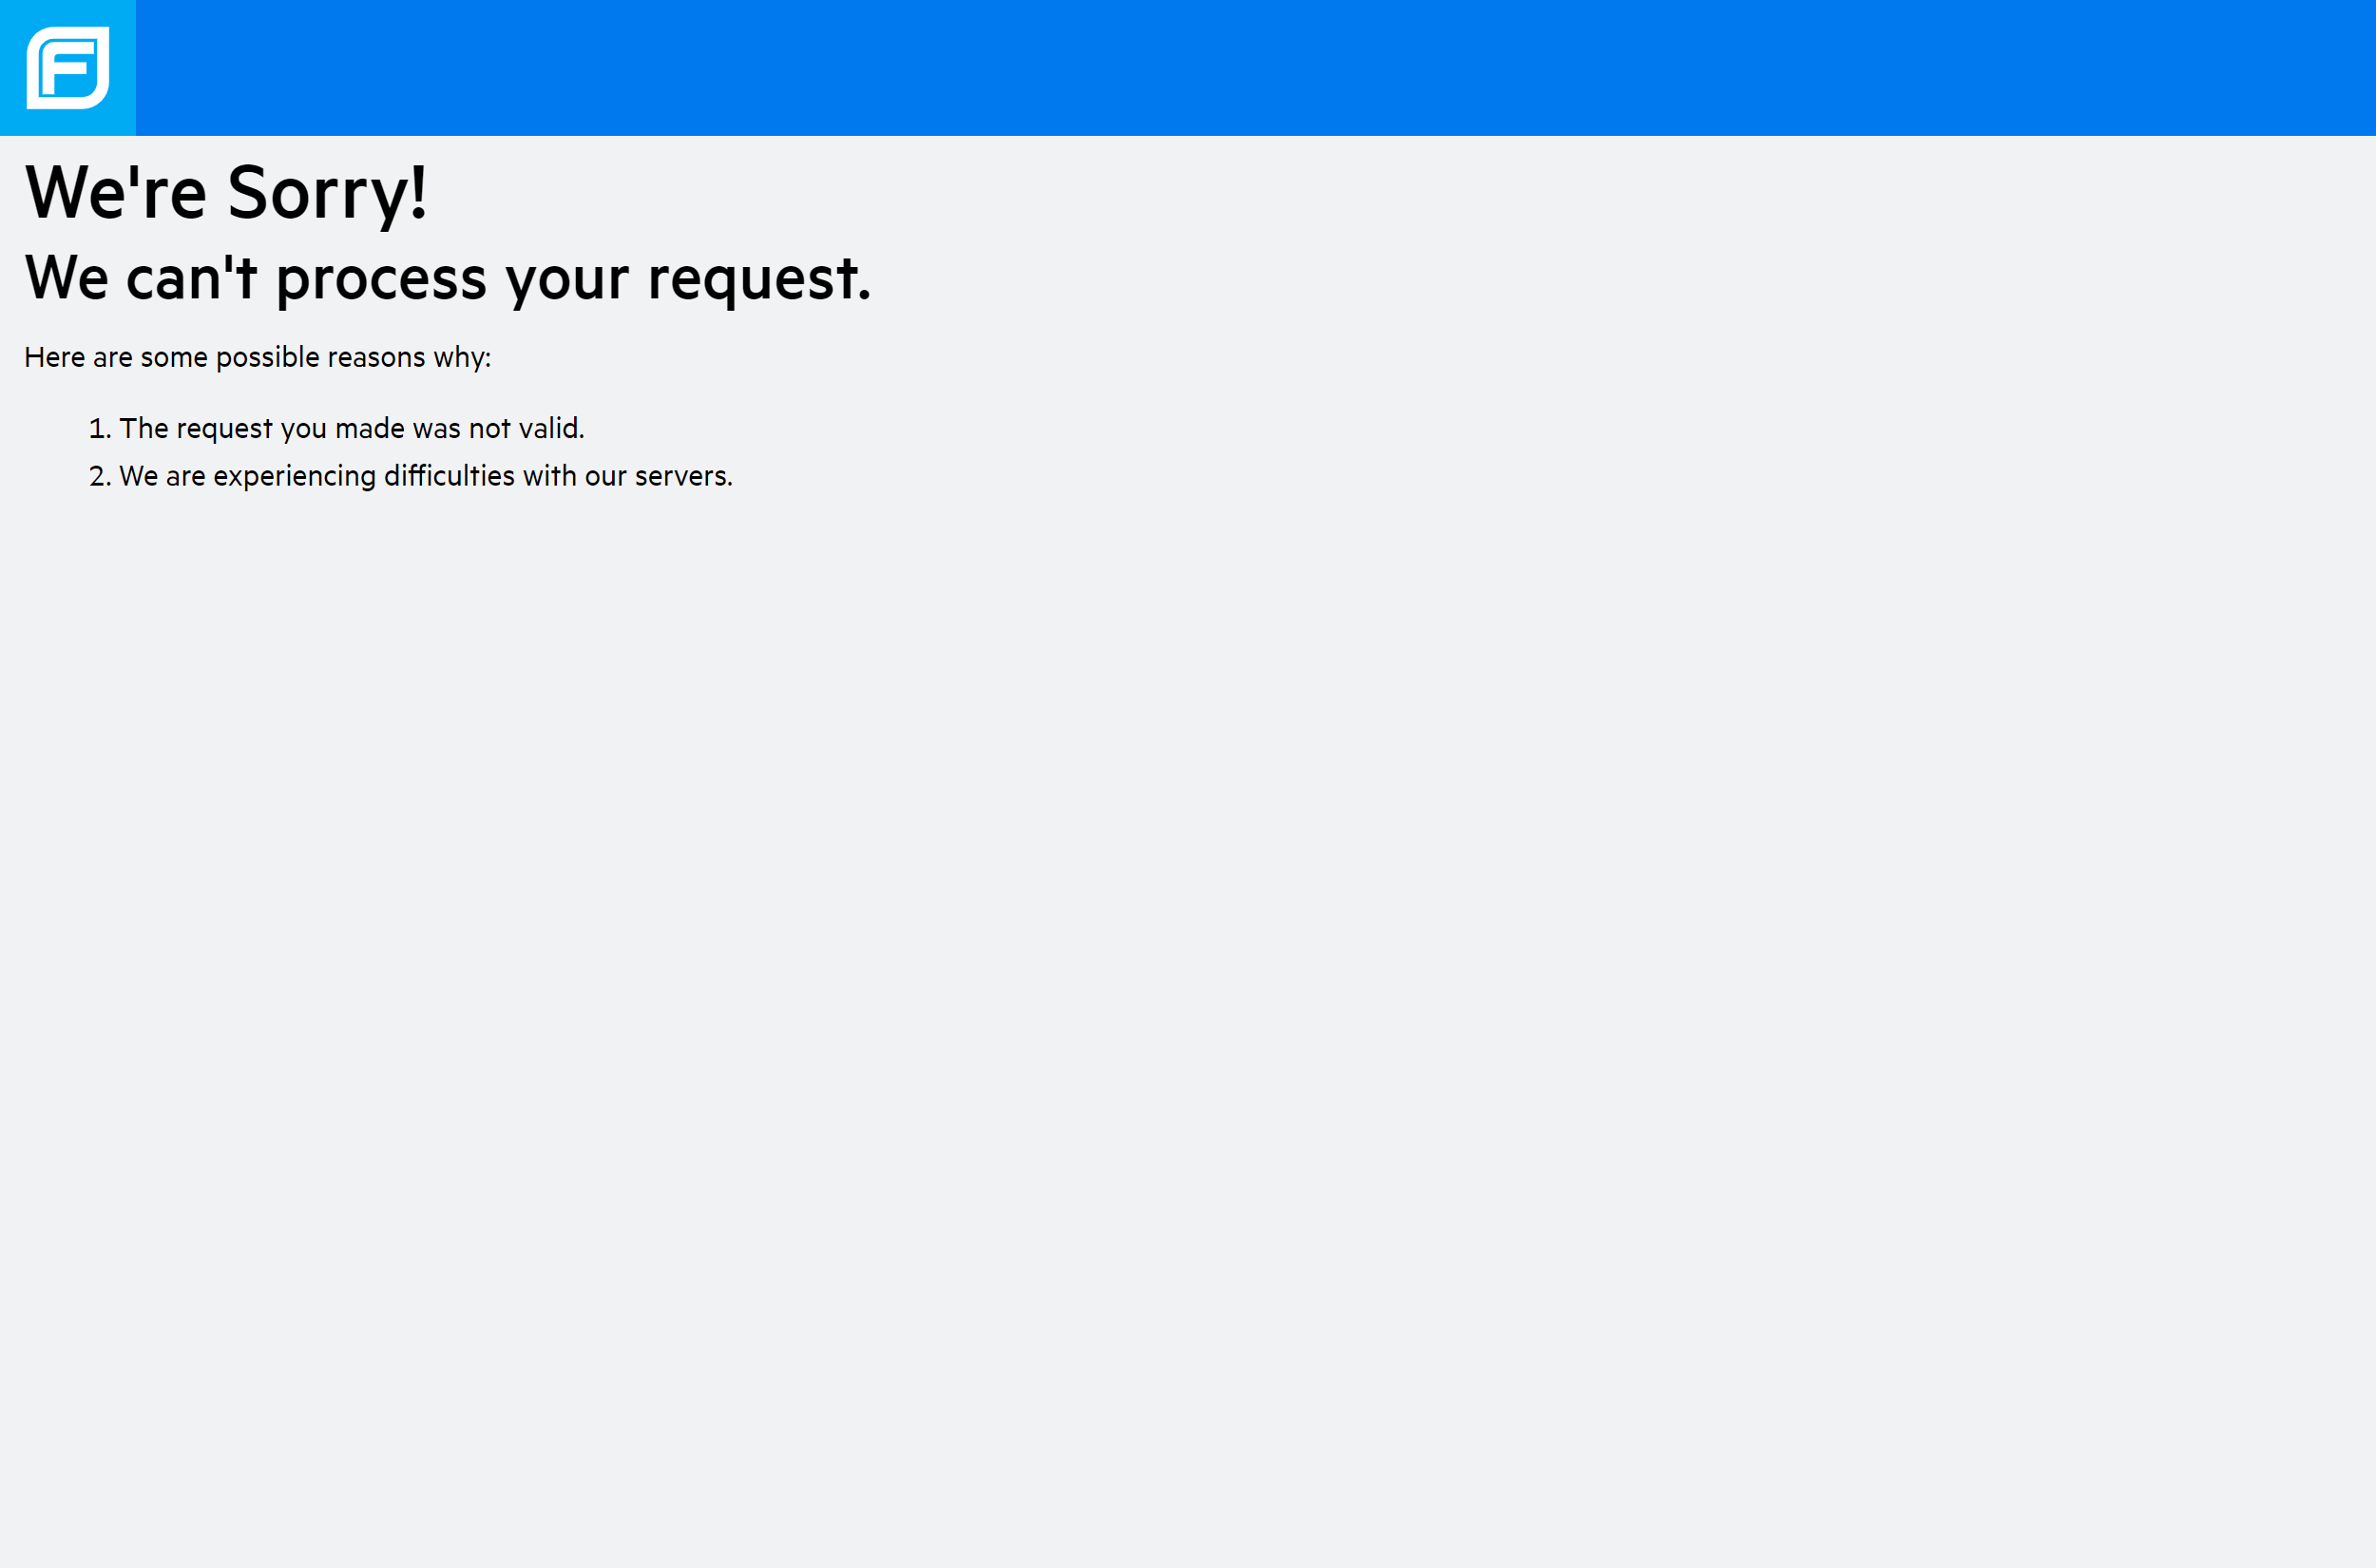 F
We're Sorry!
We can't process your request.
Here are some possible reasons why:
1. The request you made was not valid.
2. We are experiencing difficulties with our servers.